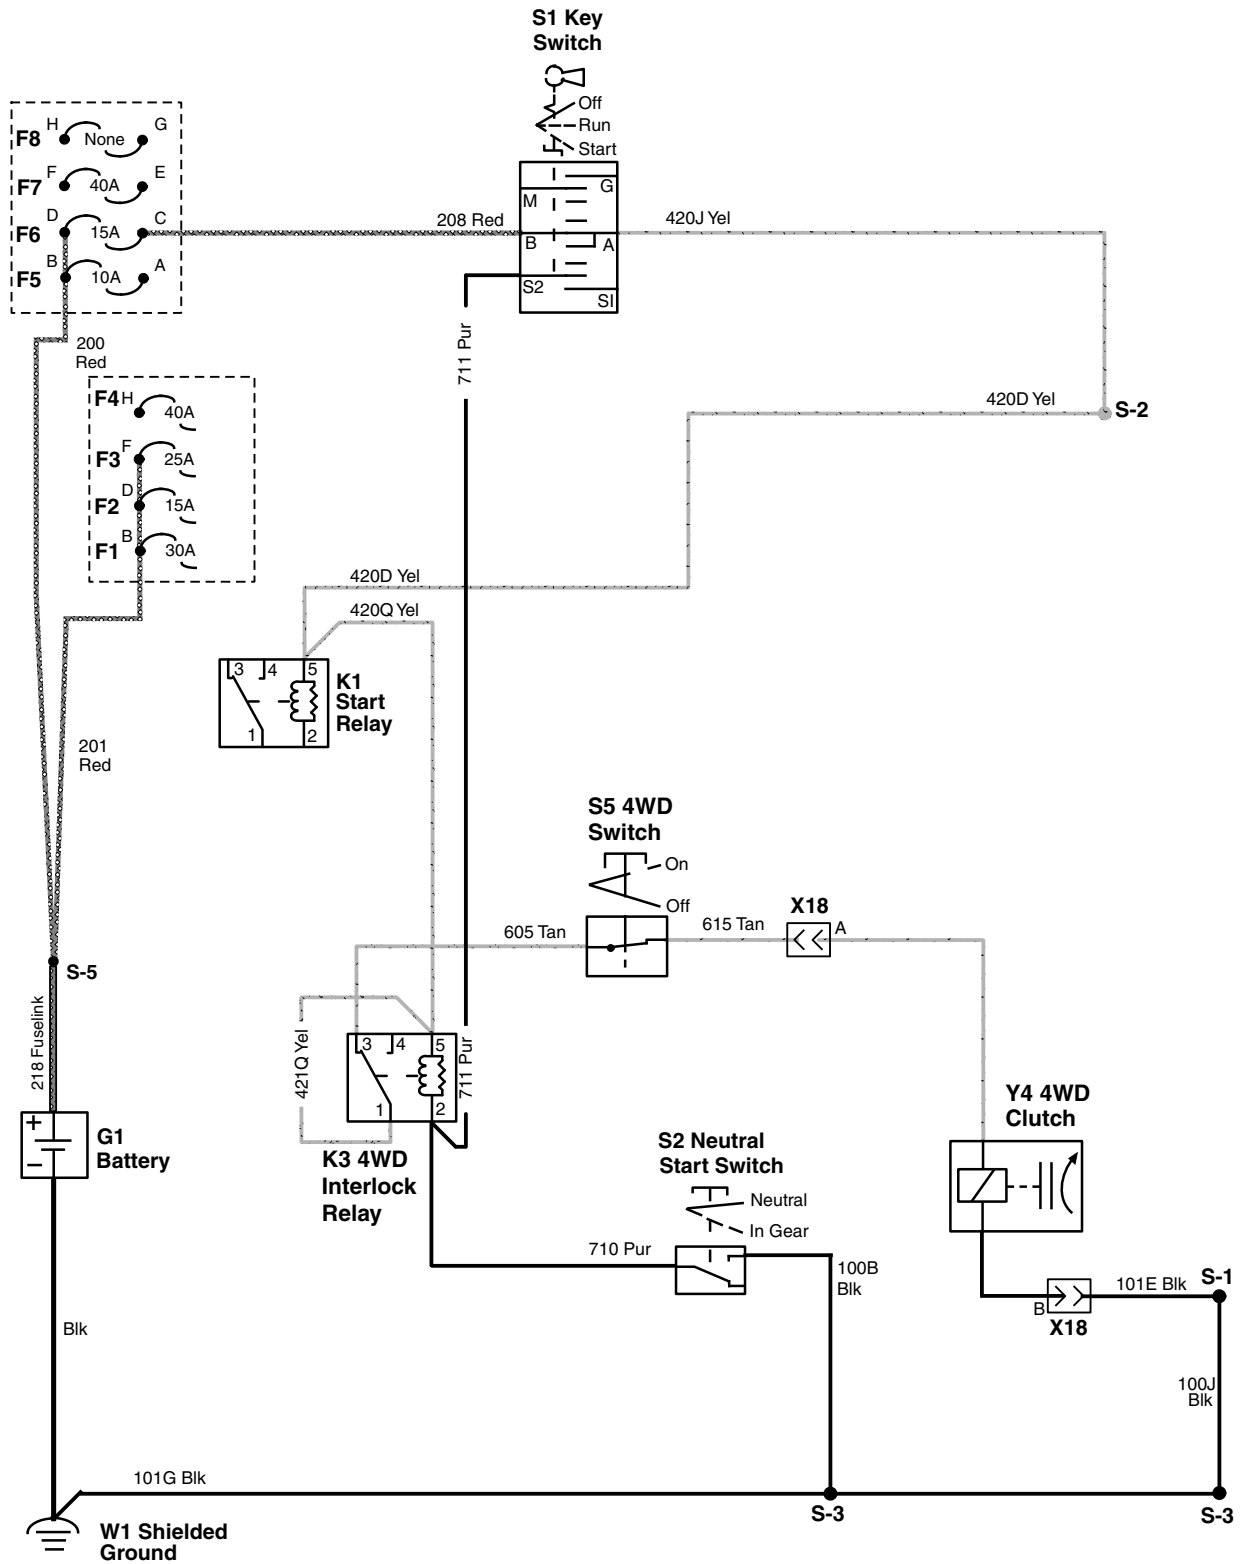 S1 Key
Switch
Off
Run
Start
H
G
F8
None
F
E
F7
40A
D
C
F6
15A
B
A
F5
10A
208 Red
M
G
B
A
S2
SI
420J Yel
200
Red
711 Pur
F4
H
40A
F3
F
25A
F2
D
15A
F1
B
30A
420D Yel
S-2
420D Yel
420Q Yel
3
4
5
1
2
K1
Start
Relay
201
Red
S5 4WD
Switch
On
Off
605 Tan
615 Tan
X18
A
S-5
218 Fuselink
421Q Yel
3
4
5
1
2
711 Pur
K3 4WD
Interlock
Relay
+
−
G1
Battery
Y4 4WD
Clutch
S2 Neutral
Start Switch
Neutral
In Gear
710 Pur
100B
Blk
B
X18
101E Blk
S-1
Blk
100J
Blk
101G Blk
S-3
S-3
W1 Shielded
Ground